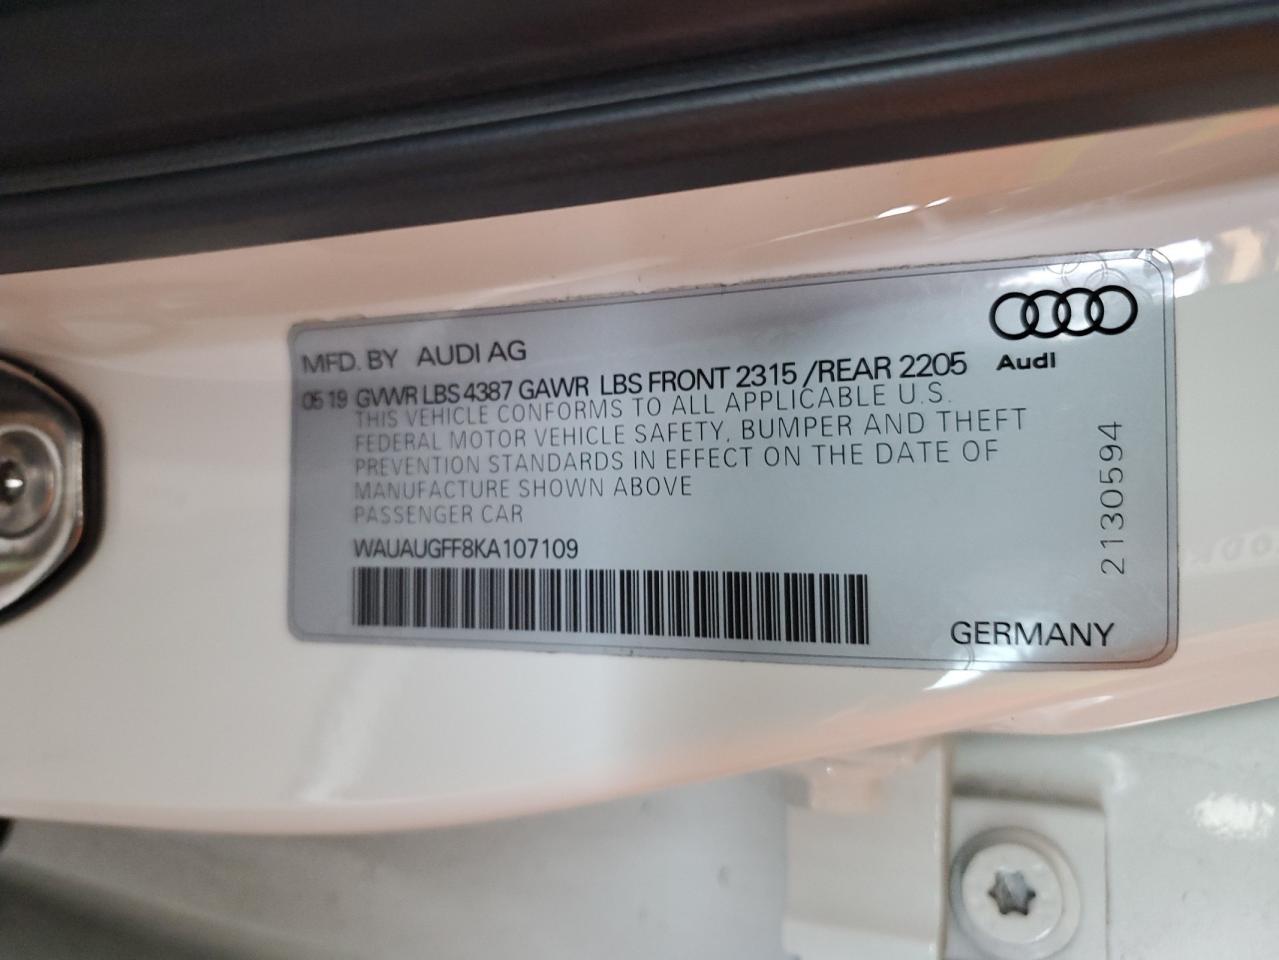 MFD. BY AUDI AG
Audi
05 19 GVWR LBS 4387 GAWR LBS FRONT 2315 /REAR 2205
THIS VEHICLE CONFORMS TO ALL APPLICABLE U.S.
FEDERAL MOTOR VEHICLE SAFETY, BUMPER AND THEFT
PREVENTION STANDARDS IN EFFECT ON THE DATE OF
MANUFACTURE SHOWN ABOVE
PASSENGER CAR
WAUAUGFF8KA107109
2130594
GERMANY